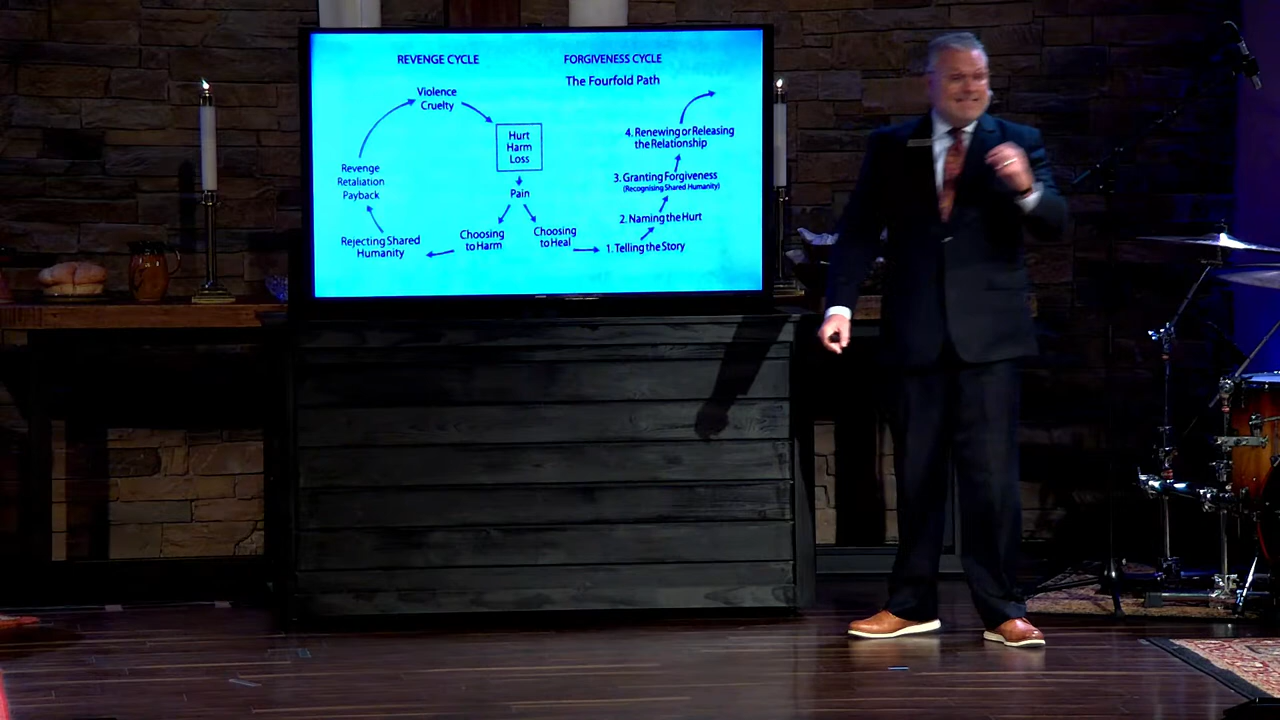 REVENGE CYCLE
FORGIVENESS CYCLE
The Fourfold Path
Violence
Cruelty
Hurt
Harm
Loss
Pain
Choosing
to Harm
Choosing
to Heal
Rejecting Shared
Humanity
Revenge
Retaliation
Payback
1. Telling the Story
2. Naming the Hurt
3. Granting Forgiveness
(Recognising Shared Humanity)
4. Renewing or Releasing
the Relationship